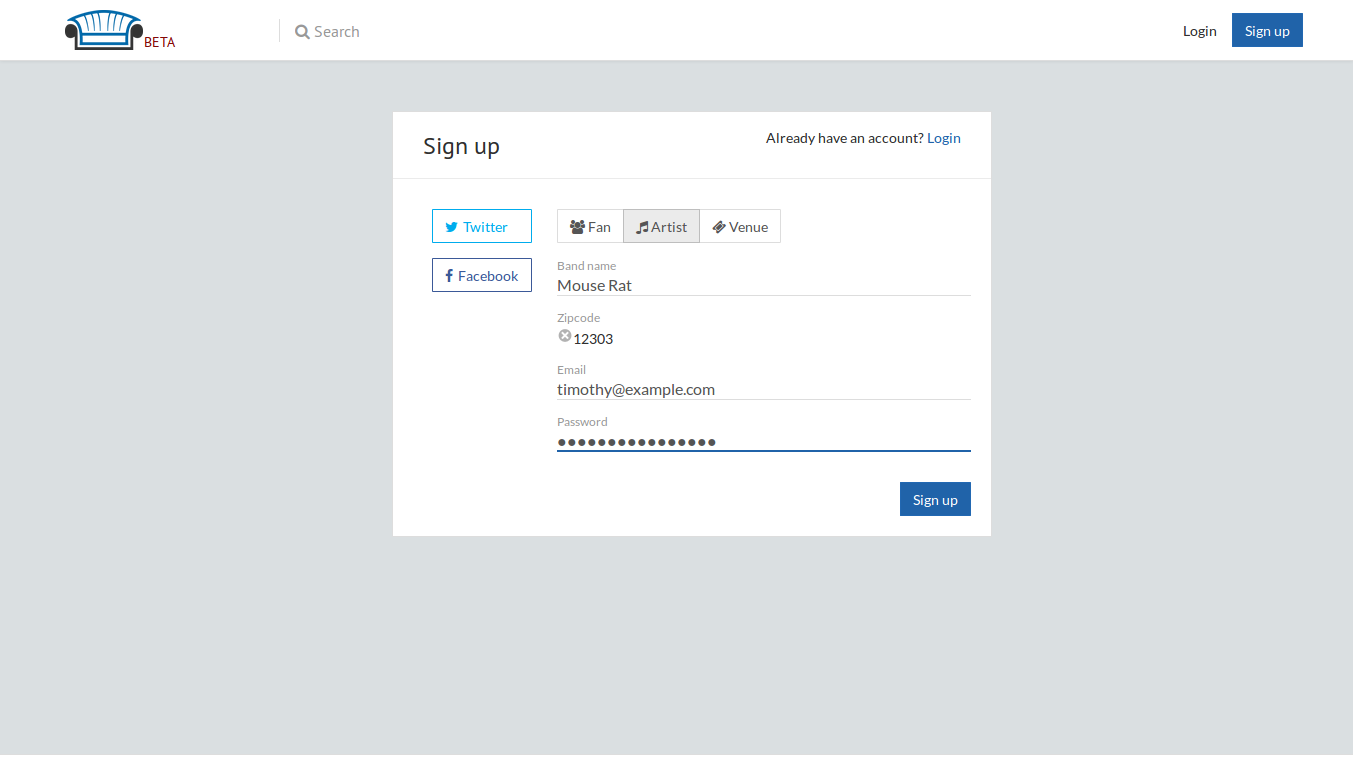 BETA
Search
Login
Sign up
Sign up
Already have an account? Login
Twitter
Fan
Artist
Venue
Facebook
Band name
Mouse Rat
Zipcode
12303
Email
timothy@example.com
Password
●●●●●●●●●●●●●●●●
Sign up